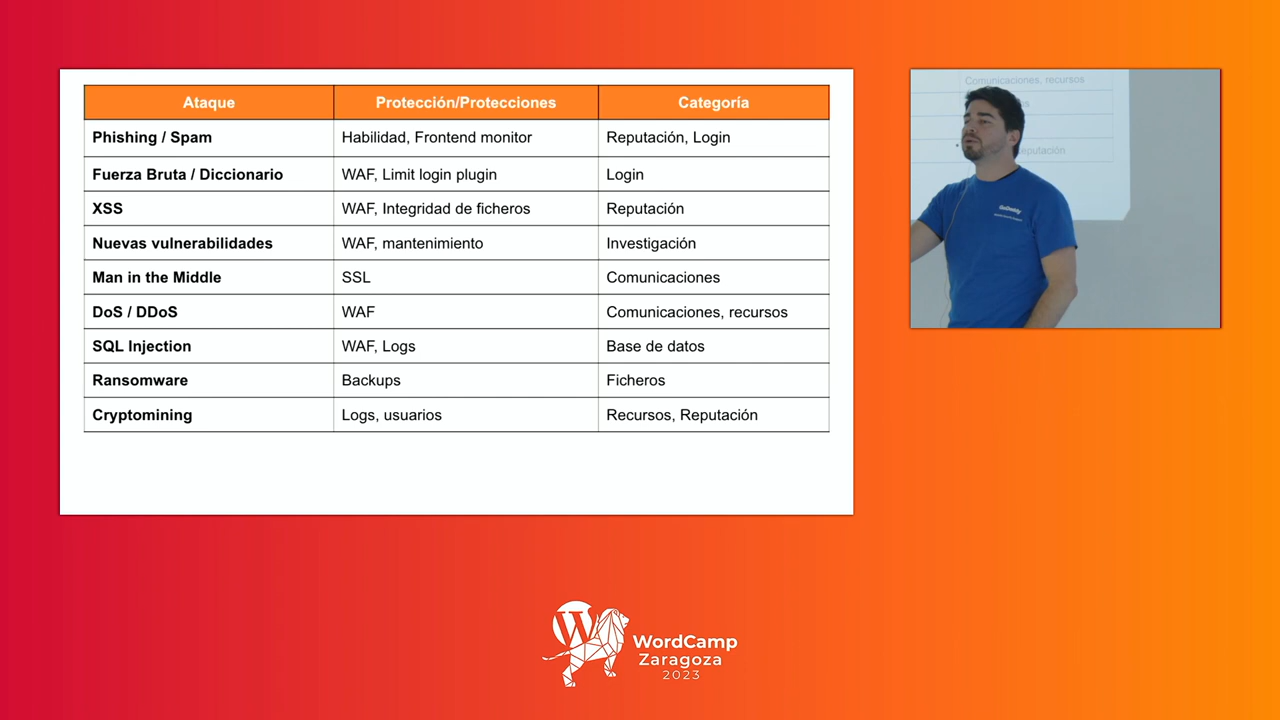 Ataque Protección/Protecciones Categoría
Phishing / Spam Habilidad, Frontend monitor Reputación, Login
Fuerza Bruta / Diccionario WAF, Limit login plugin Login
XSS WAF, Integridad de ficheros Reputación
Nuevas vulnerabilidades WAF, mantenimiento Investigación
Man in the Middle SSL Comunicaciones
DoS / DDoS WAF Comunicaciones, recursos
SQL Injection WAF, Logs Base de datos
Ransomware Backups Ficheros
Cryptomining Logs, usuarios Recursos, Reputación
Comunicaciones, recursos
GoDaddy
WordCamp
Zaragoza
2023